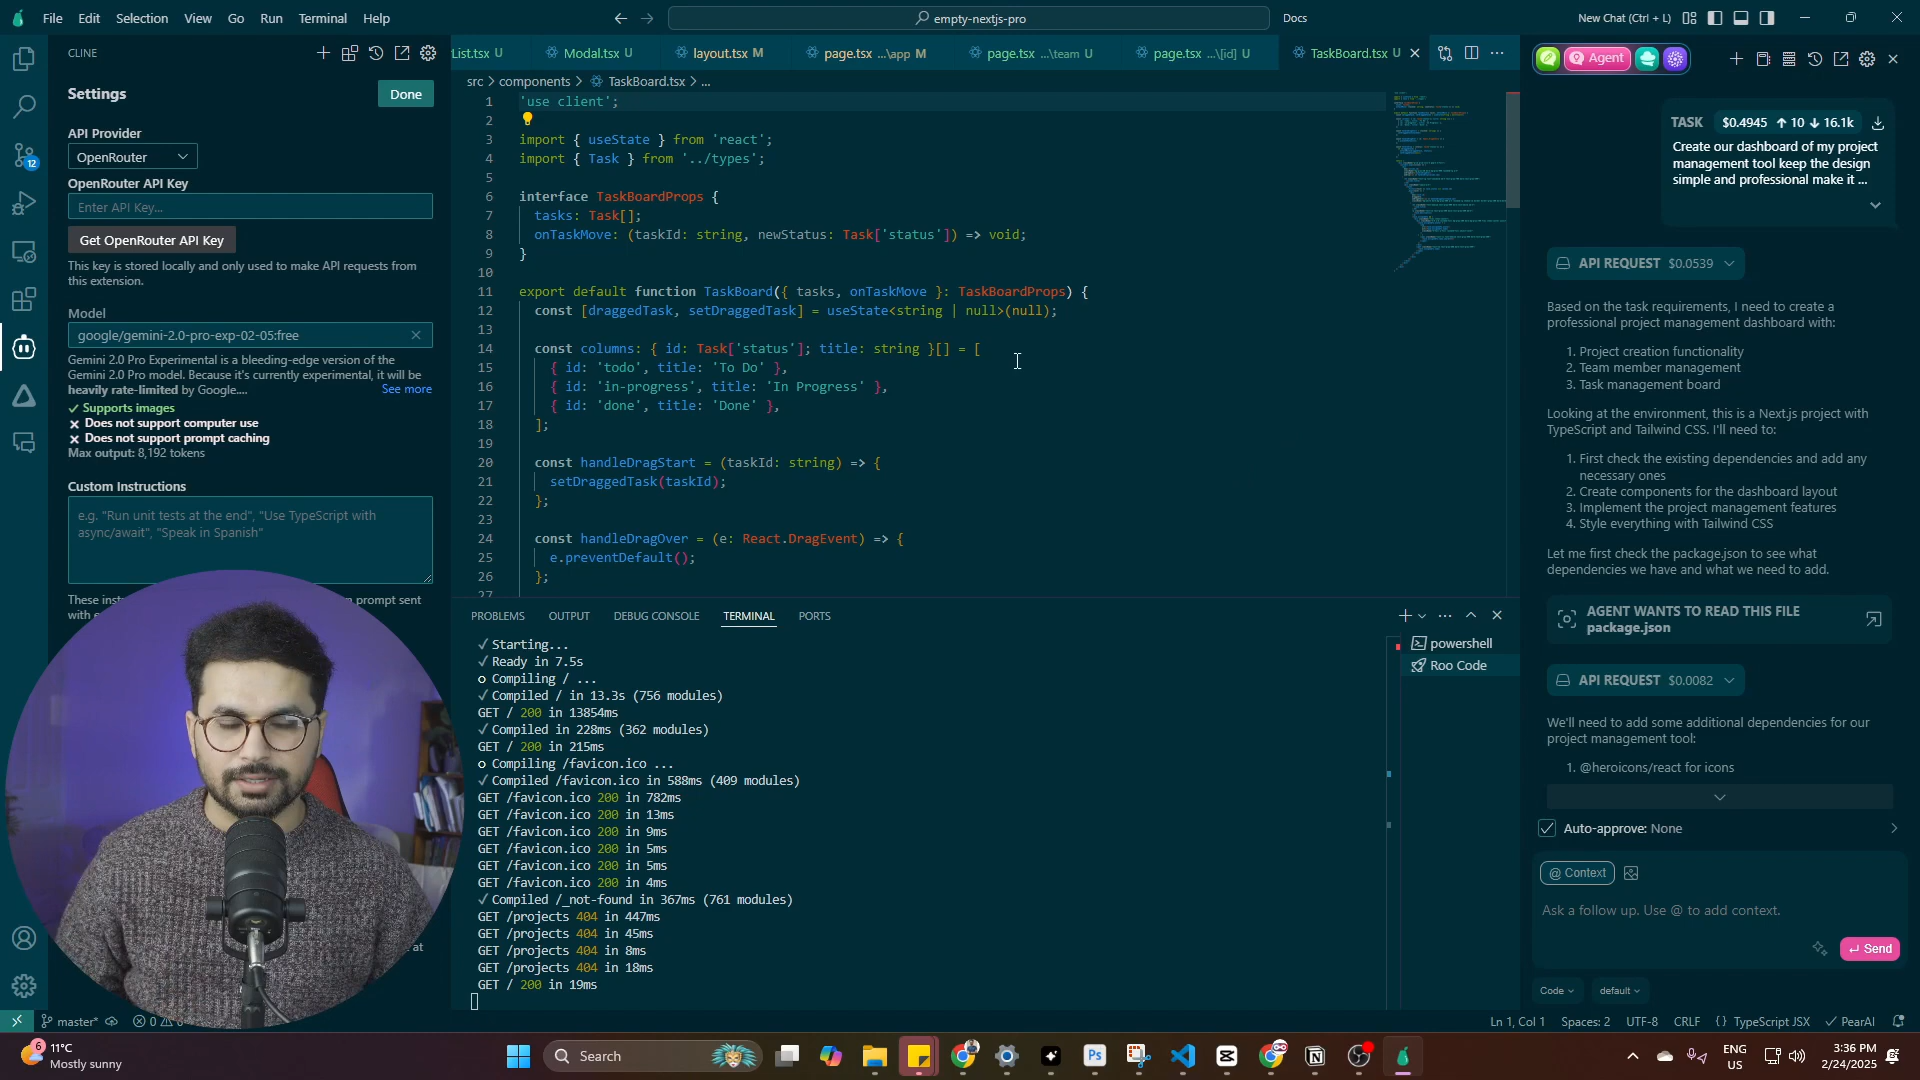 File Edit Selection View Go Run Terminal Help
empty-nextjs-pro
Docs
New Chat (Ctrl + L)
CLINE
Settings
Done
API Provider
OpenRouter
OpenRouter API Key
Enter API Key...
Get OpenRouter API Key
This key is stored locally and only used to make API requests from
this extension.
Model
google/gemini-2.0-pro-exp-02-05:free
Gemini 2.0 Pro Experimental is a bleeding-edge version of the
Gemini 2.0 Pro model. Because it's currently experimental, it will be
heavily rate-limited by Google....
See more
✓ Supports images
Does not support computer use
Does not support prompt caching
Max output: 8,192 tokens
Custom Instructions
e.g. "Run unit tests at the end", "Use TypeScript with
async/await", "Speak in Spanish"
These
prompt sent
with
at
12
List.tsx U
Modal.tsx U
layout.tsx M
page.tsx ...\app M
page.tsx ...\team U
page.tsx ...\[id] U
TaskBoard.tsx U
src > components > TaskBoard.tsx > ...
1 'use client';
2
3 import { useState } from 'react';
4 import { Task } from '../types';
5
6 interface TaskBoardProps {
7 tasks: Task[];
8 onTaskMove: (taskId: string, newStatus: Task['status']) => void;
9 }
10
11 export default function TaskBoard({ tasks, onTaskMove }: TaskBoardProps) {
12 const [draggedTask, setDraggedTask] = useState<string | null>(null);
13
14 const columns: { id: Task['status']; title: string }[] = [
15 { id: 'todo', title: 'To Do' },
16 { id: 'in-progress', title: 'In Progress' },
17 { id: 'done', title: 'Done' },
18 ];
19
20 const handleDragStart = (taskId: string) => {
21 setDraggedTask(taskId);
22 };
23
24 const handleDragOver = (e: React.DragEvent) => {
25 e.preventDefault();
26 };
27
PROBLEMS OUTPUT DEBUG CONSOLE TERMINAL PORTS
✓ Starting...
✓ Ready in 7.5s
○ Compiling / ...
✓ Compiled / in 13.3s (756 modules)
GET / 200 in 13854ms
✓ Compiled in 228ms (362 modules)
GET / 200 in 215ms
○ Compiling /favicon.ico ...
✓ Compiled /favicon.ico in 588ms (409 modules)
GET /favicon.ico 200 in 782ms
GET /favicon.ico 200 in 13ms
GET /favicon.ico 200 in 9ms
GET /favicon.ico 200 in 5ms
GET /favicon.ico 200 in 5ms
GET /favicon.ico 200 in 4ms
✓ Compiled /_not-found in 367ms (761 modules)
GET /projects 404 in 447ms
GET /projects 404 in 45ms
GET /projects 404 in 8ms
GET /projects 404 in 18ms
GET / 200 in 19ms
powershell
Roo Code
Agent
TASK $0.4945 ↑ 10 ↓ 16.1k
Create our dashboard of my project
management tool keep the design
simple and professional make it ...
API REQUEST $0.0539
Based on the task requirements, I need to create a
professional project management dashboard with:
1. Project creation functionality
2. Team member management
3. Task management board
Looking at the environment, this is a Next.js project with
TypeScript and Tailwind CSS. I'll need to:
1. First check the existing dependencies and add any
necessary ones
2. Create components for the dashboard layout
3. Implement the project management features
4. Style everything with Tailwind CSS
Let me first check the package.json to see what
dependencies we have and what we need to add.
AGENT WANTS TO READ THIS FILE
package.json
API REQUEST $0.0082
We'll need to add some additional dependencies for our
project management tool:
1. @heroicons/react for icons
Auto-approve: None
@ Context
Ask a follow up. Use @ to add context.
Send
Code
default
master*
0
Ln 1, Col 1
Spaces: 2
UTF-8
CRLF
{ } TypeScript JSX
✓ PearAI
6
11°C
Mostly sunny
Search
Ps
ENG
US
3:36 PM
2/24/2025